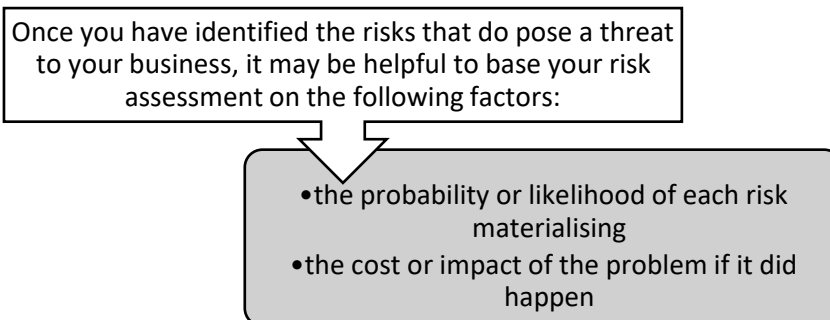 Once you have identified the risks that do pose a threat
to your business, it may be helpful to base your risk
assessment on the following factors:
•the probability or likelihood of each risk
materialising
•the cost or impact of the problem if it did
happen